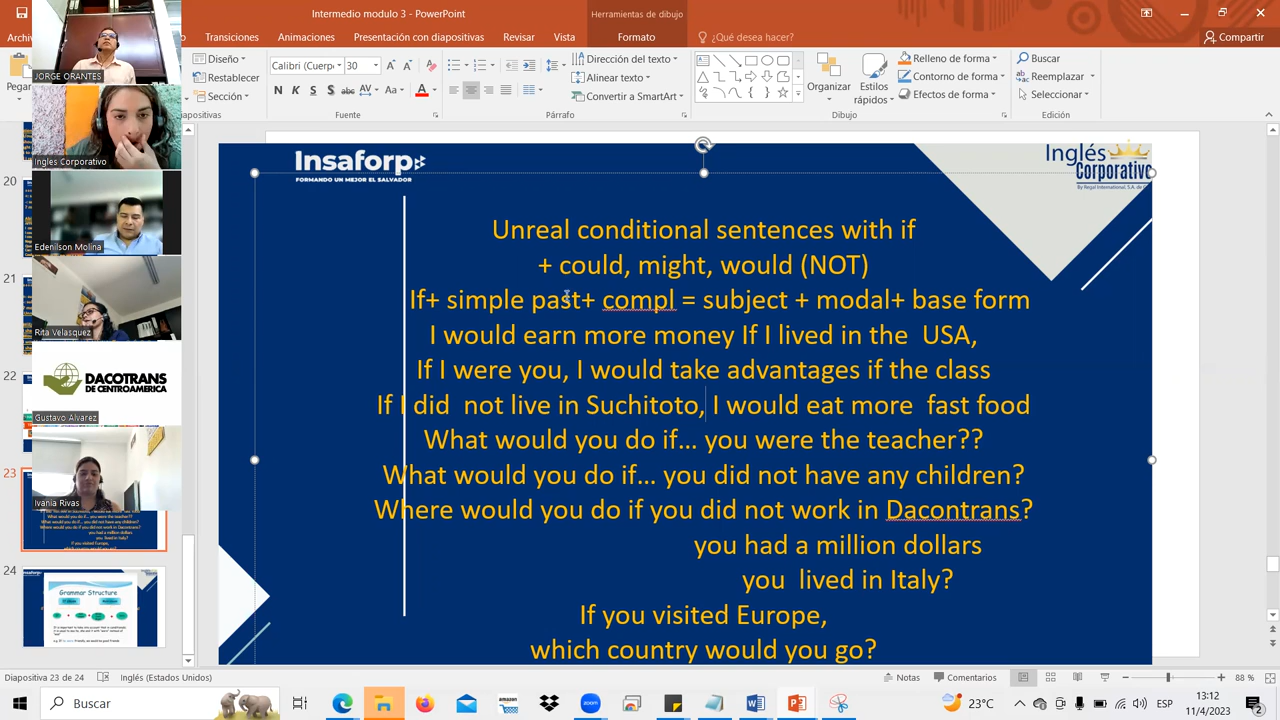 Intermedio modulo 3 - PowerPoint
Herramientas de dibujo
Transiciones Animaciones Presentación con diapositivas Revisar Vista Formato
¿Qué desea hacer?
Compartir
Diseño
Restablecer
Sección
Calibri (Cuerp
30
N K S S abc AV Aa A
Fuente
Párrafo
Dirección del texto
Alinear texto
Convertir a SmartArt
Organizar
Estilos
rápidos
Relleno de forma
Contorno de forma
Efectos de forma
Dibujo
Buscar
Reemplazar
Seleccionar
Edición
JORGE ORANTES
Ingles Corporativo
Edenilson Molina
Rita Velasquez
DACOTRANS
DE CENTROAMERICA
Gustavo Alvarez
Ivania Rivas
20
21
22
23
24
Grammar Structure
Insaforp
FORMANDO UN MEJOR EL SALVADOR
Inglés
Corporativo
Unreal conditional sentences with if
+ could, might, would (NOT)
If+ simple past+ compl = subject + modal+ base form
I would earn more money If I lived in the USA,
If I were you, I would take advantages if the class
If I did not live in Suchitoto, I would eat more fast food
What would you do if... you were the teacher??
What would you do if... you did not have any children?
Where would you do if you did not work in Dacontrans?
you had a million dollars
you lived in Italy?
If you visited Europe,
which country would you go?
Diapositiva 23 de 24
Inglés (Estados Unidos)
Notas
Comentarios
88 %
Buscar
23°C
ESP
13:12
11/4/2023